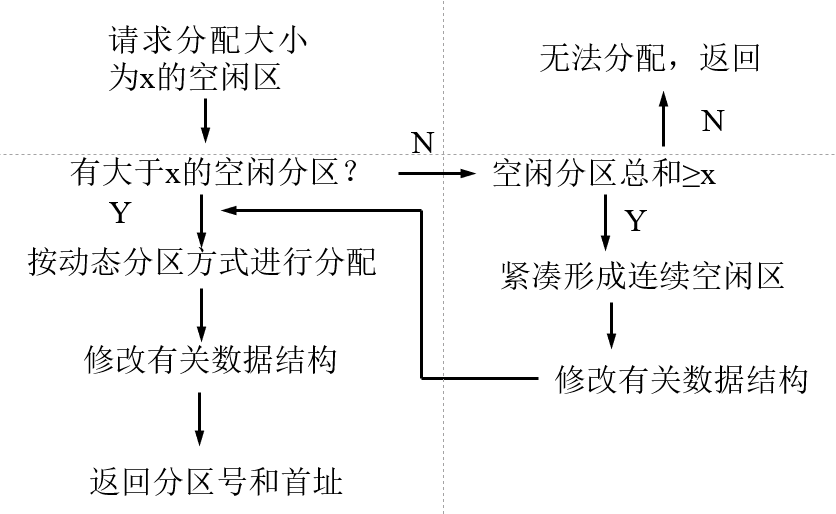 请求分配大小
为x的空闲区
无法分配，返回
N
N
有大于x的空闲分区？
空闲分区总和≥x
Y
Y
按动态分区方式进行分配
紧凑形成连续空闲区
修改有关数据结构
修改有关数据结构
返回分区号和首址